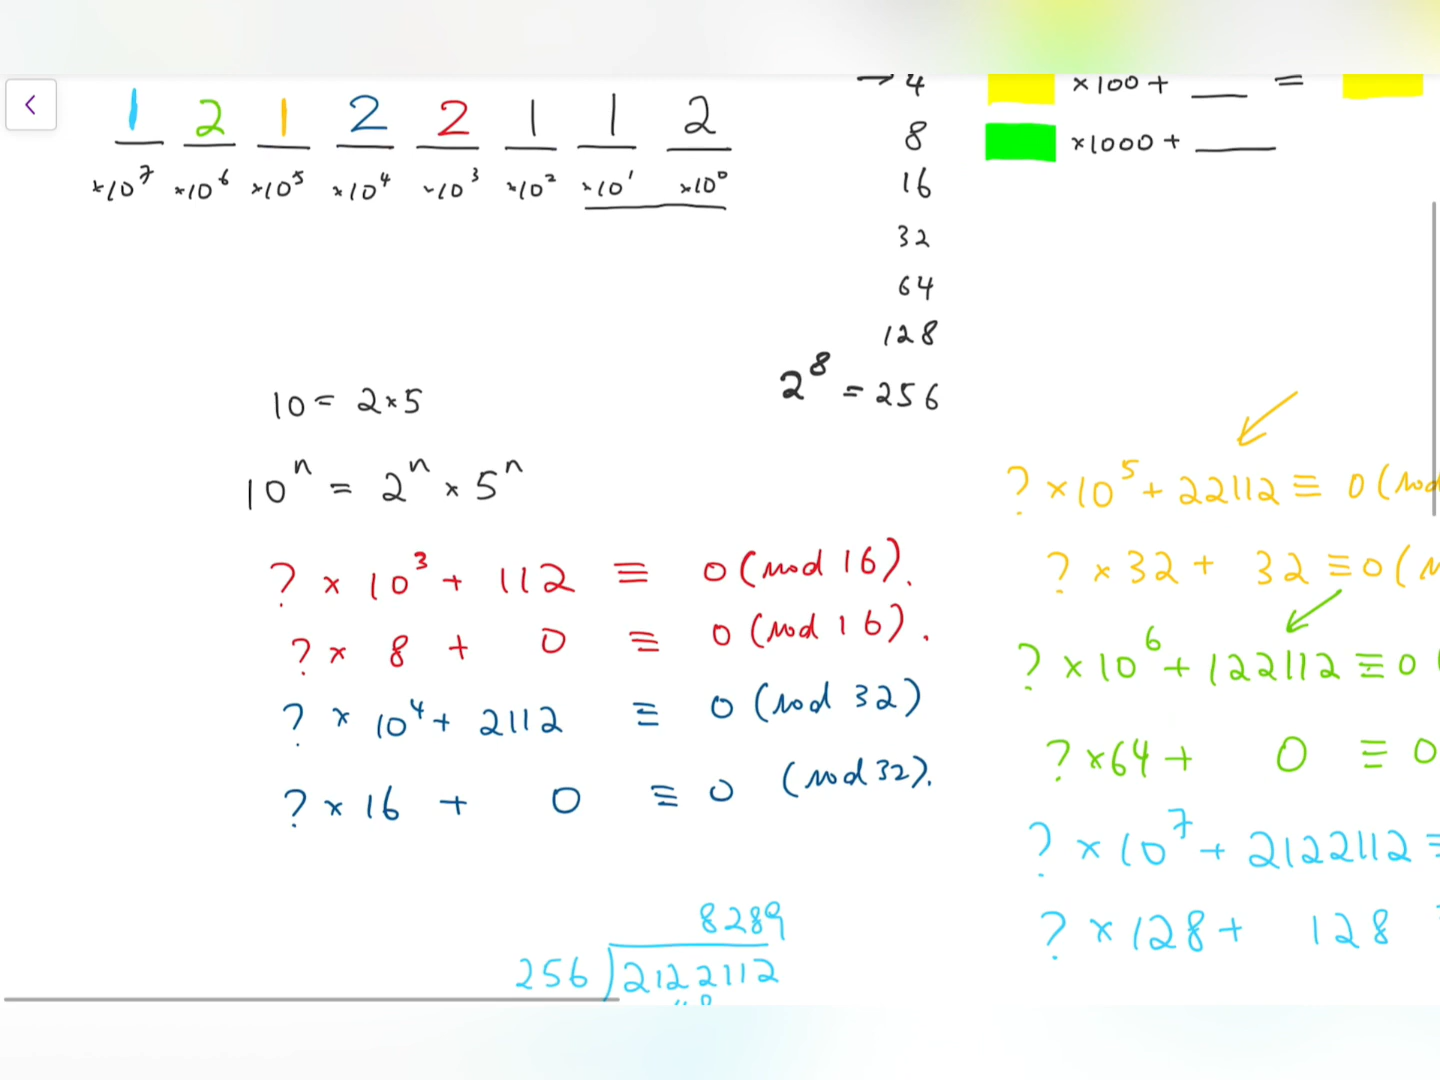 1 2 1 2 2 1 1 2
×10⁷ ×10⁶ ×10⁵ ×10⁴ ×10³ ×10² ×10¹ ×10⁰
→ 4
8
16
32
64
128
2⁸ = 256
×100 + __ =
×1000 + __
10 = 2×5
10ⁿ = 2ⁿ × 5ⁿ
? × 10³ + 112 ≡ 0 (mod 16).
? × 8 + 0 ≡ 0 (mod 16).
? × 10⁴ + 2112 ≡ 0 (mod 32)
? × 16 + 0 ≡ 0 (mod 32).
? × 10⁵ + 22112 ≡ 0 (mod
? × 32 + 32 ≡ 0 (
? × 10⁶ + 122112 ≡ 0
? × 64 + 0 ≡ 0
? × 10⁷ + 2122112 ≡
? × 128 + 128
8289
256 ) 2122112